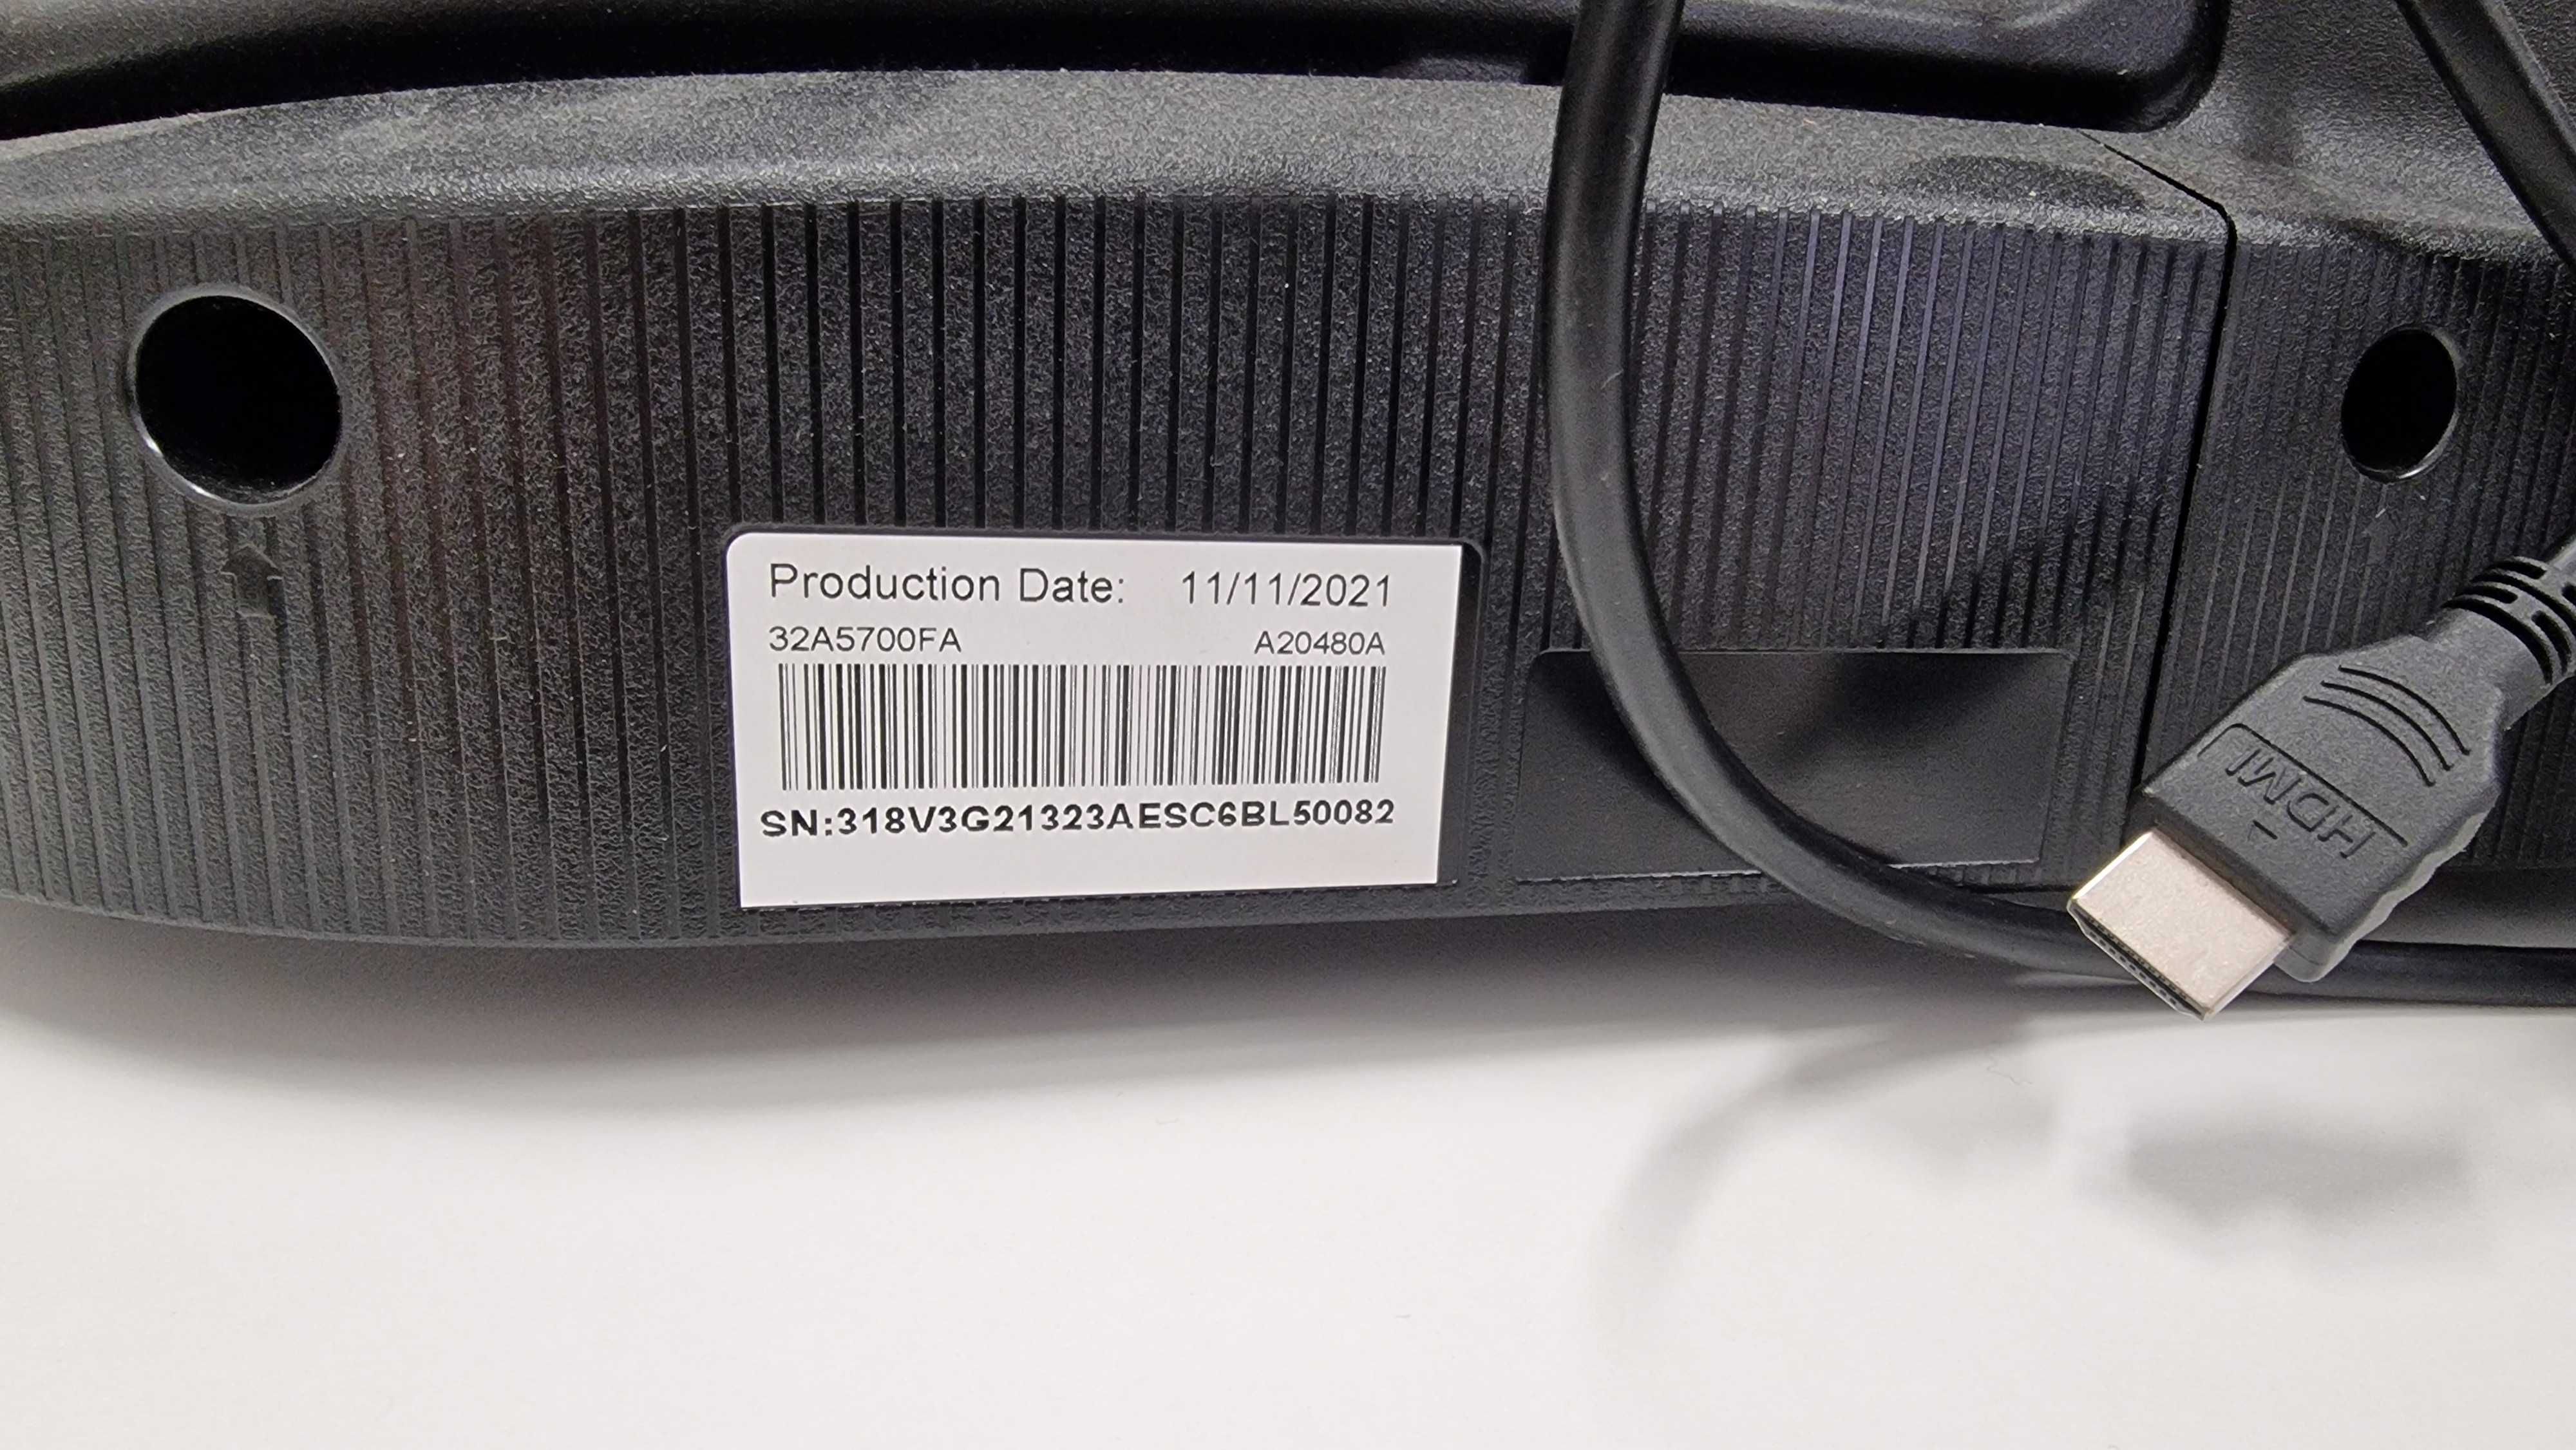 Production Date: 11/11/2021
32A5700FA A20480A
SN:318V3G21323AESC6BL50082
HDMI